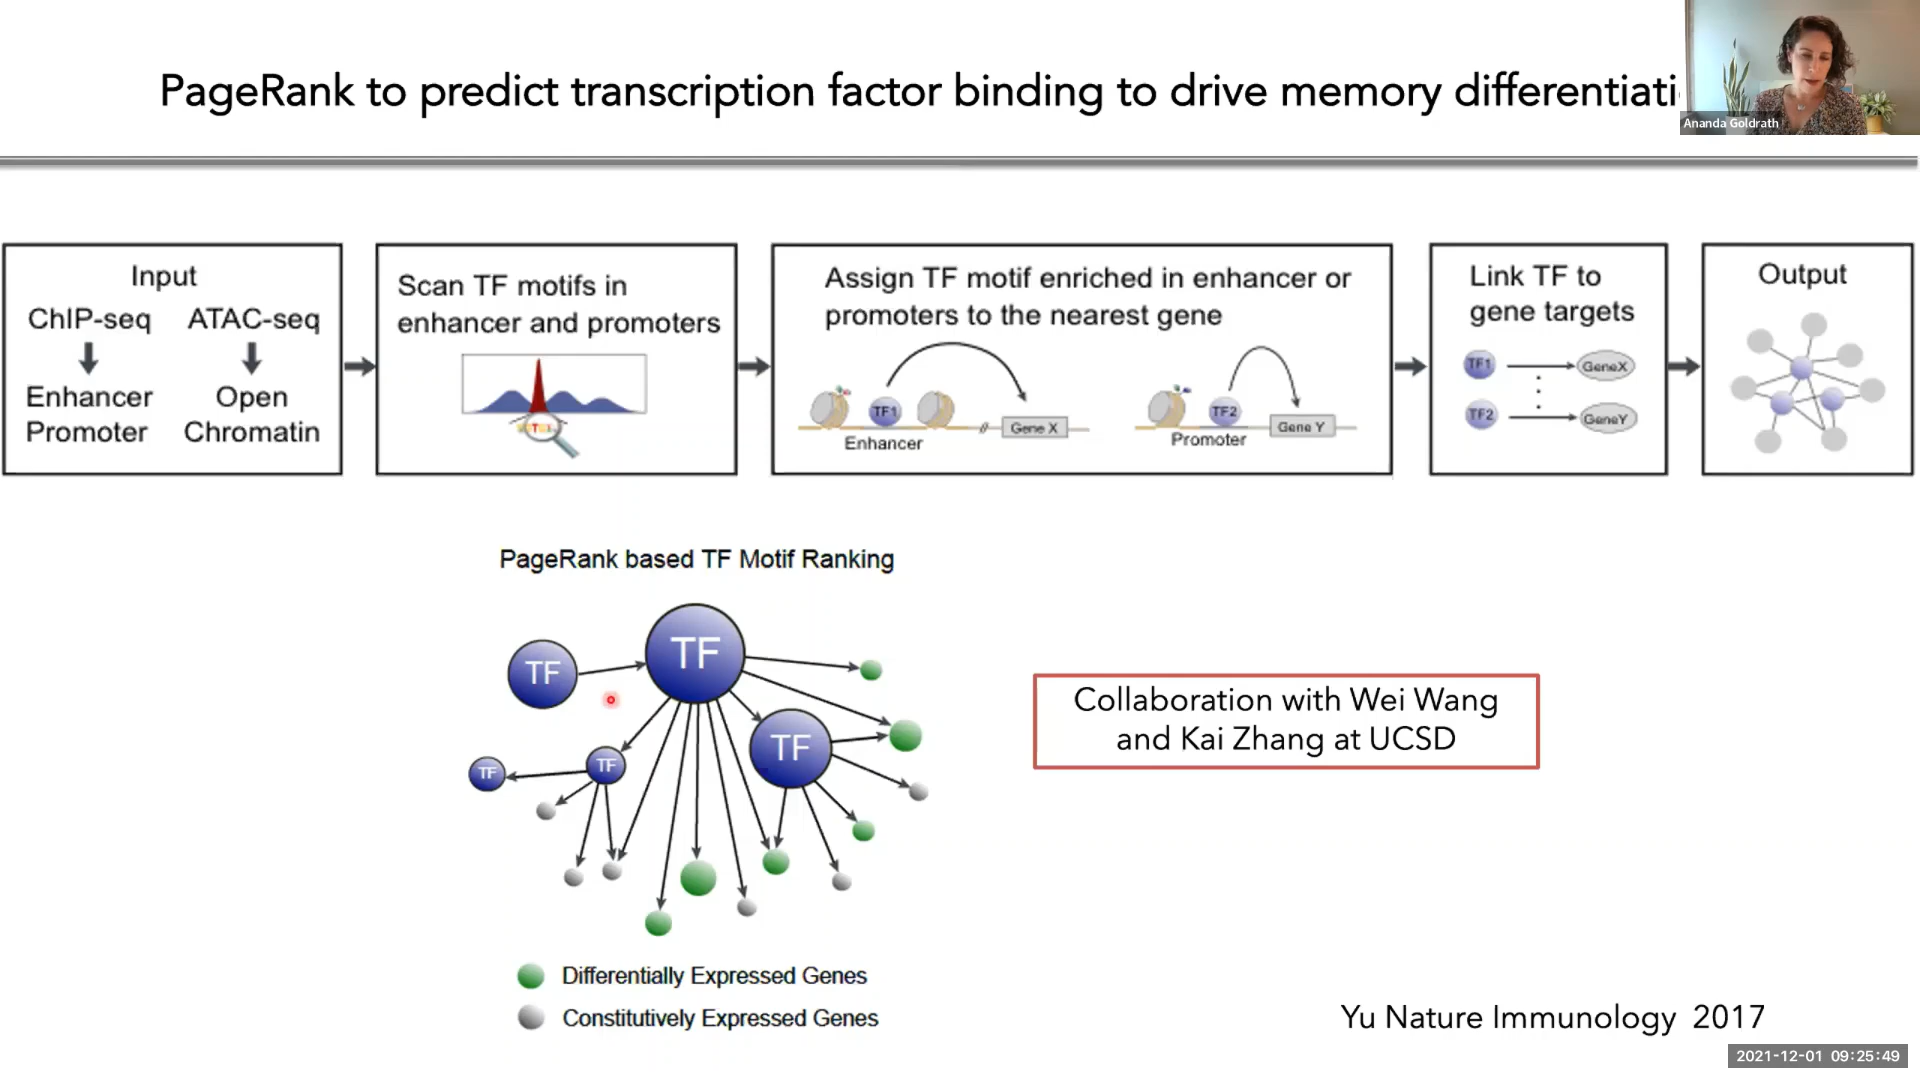 PageRank to predict transcription factor binding to drive memory differentiati
Ananda Goldrath
Input
ChIP-seq ATAC-seq
Enhancer Open
Promoter Chromatin
Scan TF motifs in
enhancer and promoters
Assign TF motif enriched in enhancer or
promoters to the nearest gene
TF1
Gene X
Enhancer
TF2
Gene Y
Promoter
Link TF to
gene targets
TF1 GeneX
TF2 GeneY
Output
PageRank based TF Motif Ranking
TF
TF
TF
TF
TF
Collaboration with Wei Wang
and Kai Zhang at UCSD
Differentially Expressed Genes
Constitutively Expressed Genes
Yu Nature Immunology 2017
2021-12-01 09:25:49